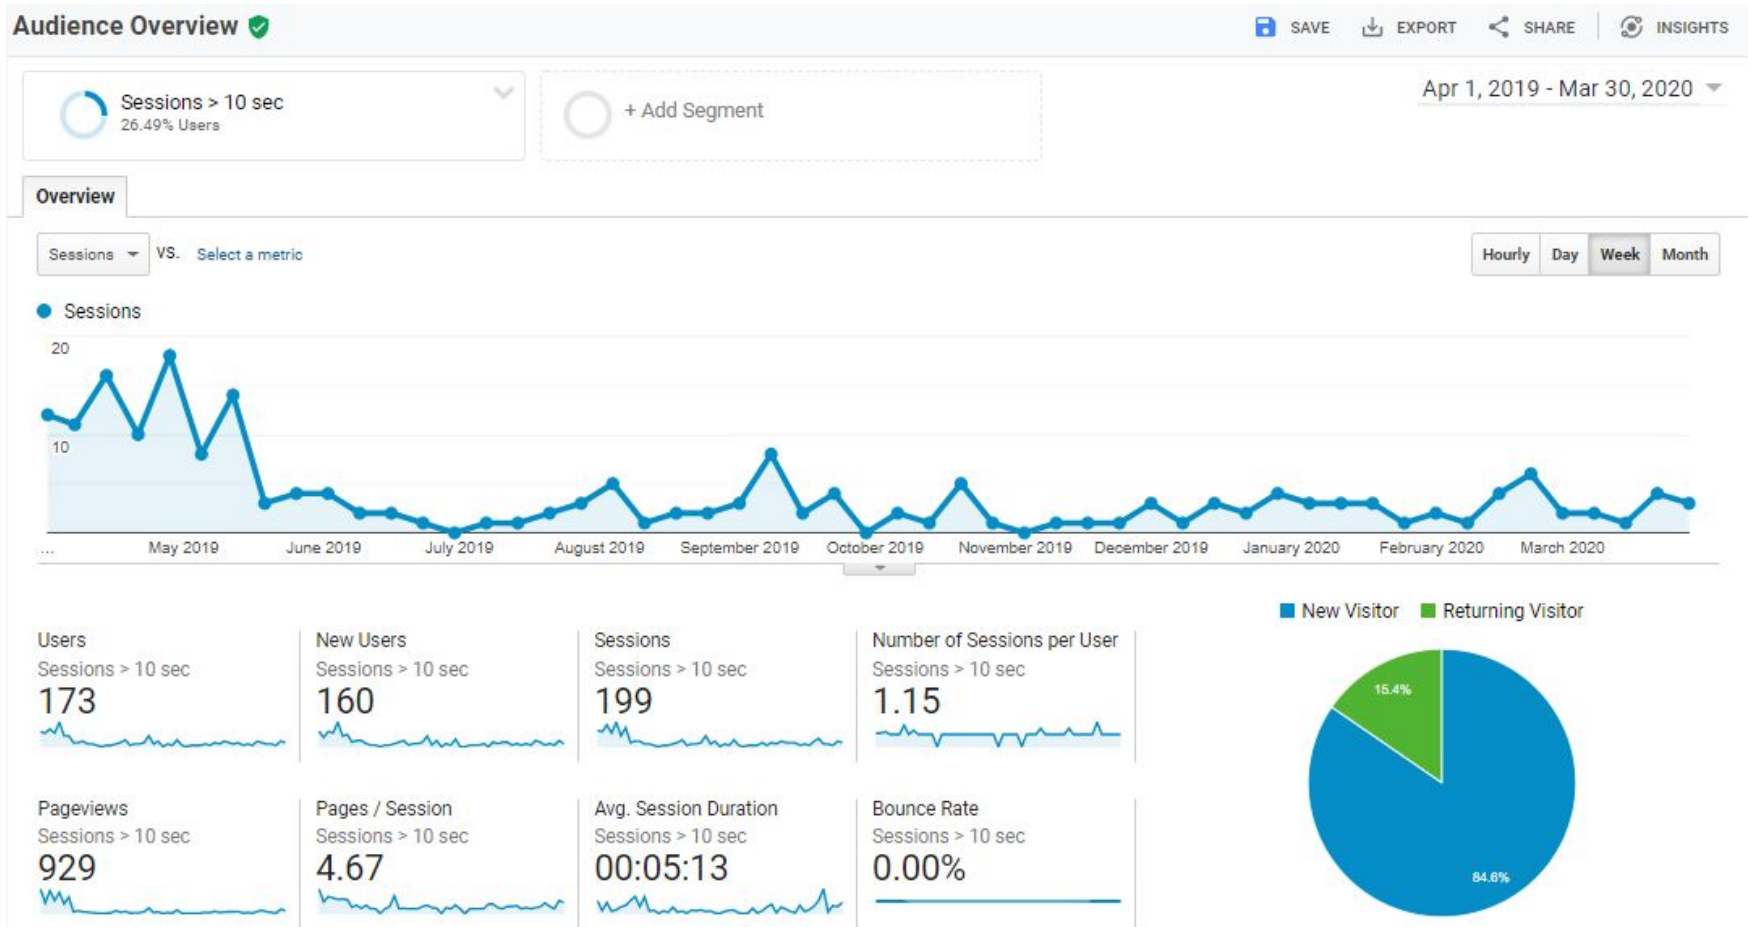 Audience Overview
SAVE EXPORT SHARE INSIGHTS
Sessions > 10 sec
26.49% Users
+ Add Segment
Apr 1, 2019 - Mar 30, 2020
Overview
Sessions VS. Select a metric
Hourly Day Week Month
Sessions
20
10
... May 2019 June 2019 July 2019 August 2019 September 2019 October 2019 November 2019 December 2019 January 2020 February 2020 March 2020
New Visitor Returning Visitor
Users
Sessions > 10 sec
173
New Users
Sessions > 10 sec
160
Sessions
Sessions > 10 sec
199
Number of Sessions per User
Sessions > 10 sec
1.15
Pageviews
Sessions > 10 sec
929
Pages / Session
Sessions > 10 sec
4.67
Avg. Session Duration
Sessions > 10 sec
00:05:13
Bounce Rate
Sessions > 10 sec
0.00%
15.4%
84.6%